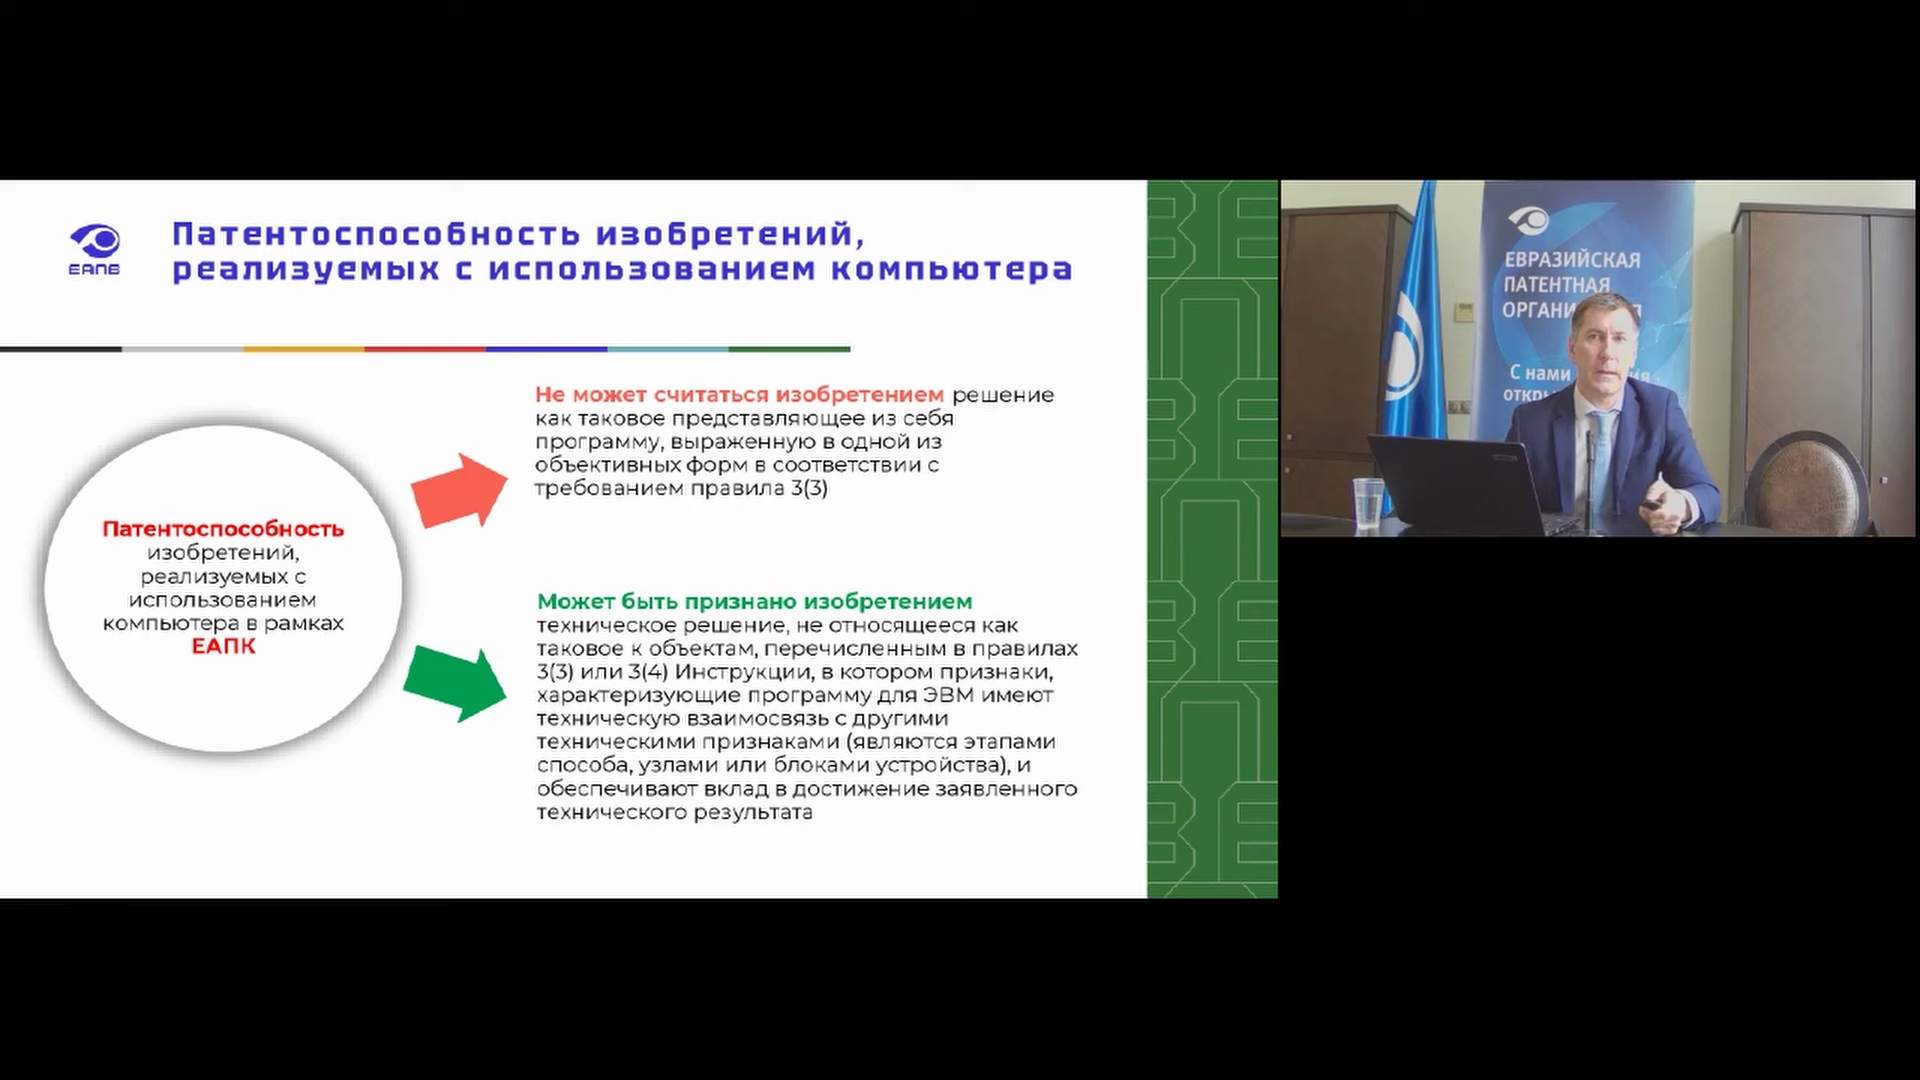 ЕАПВ
Патентоспособность изобретений,
реализуемых с использованием компьютера
Патентоспособность
изобретений,
реализуемых с
использованием
компьютера в рамках
ЕАПК
Не может считаться изобретением решение
как таковое представляющее из себя
программу, выраженную в одной из
объективных форм в соответствии с
требованием правила 3(3)
Может быть признано изобретением
техническое решение, не относящееся как
таковое к объектам, перечисленным в правилах
3(3) или 3(4) Инструкции, в котором признаки,
характеризующие программу для ЭВМ имеют
техническую взаимосвязь с другими
техническими признаками (являются этапами
способа, узлами или блоками устройства), и
обеспечивают вклад в достижение заявленного
технического результата
ЕВРАЗИЙСКАЯ
ПАТЕНТНАЯ
С нами